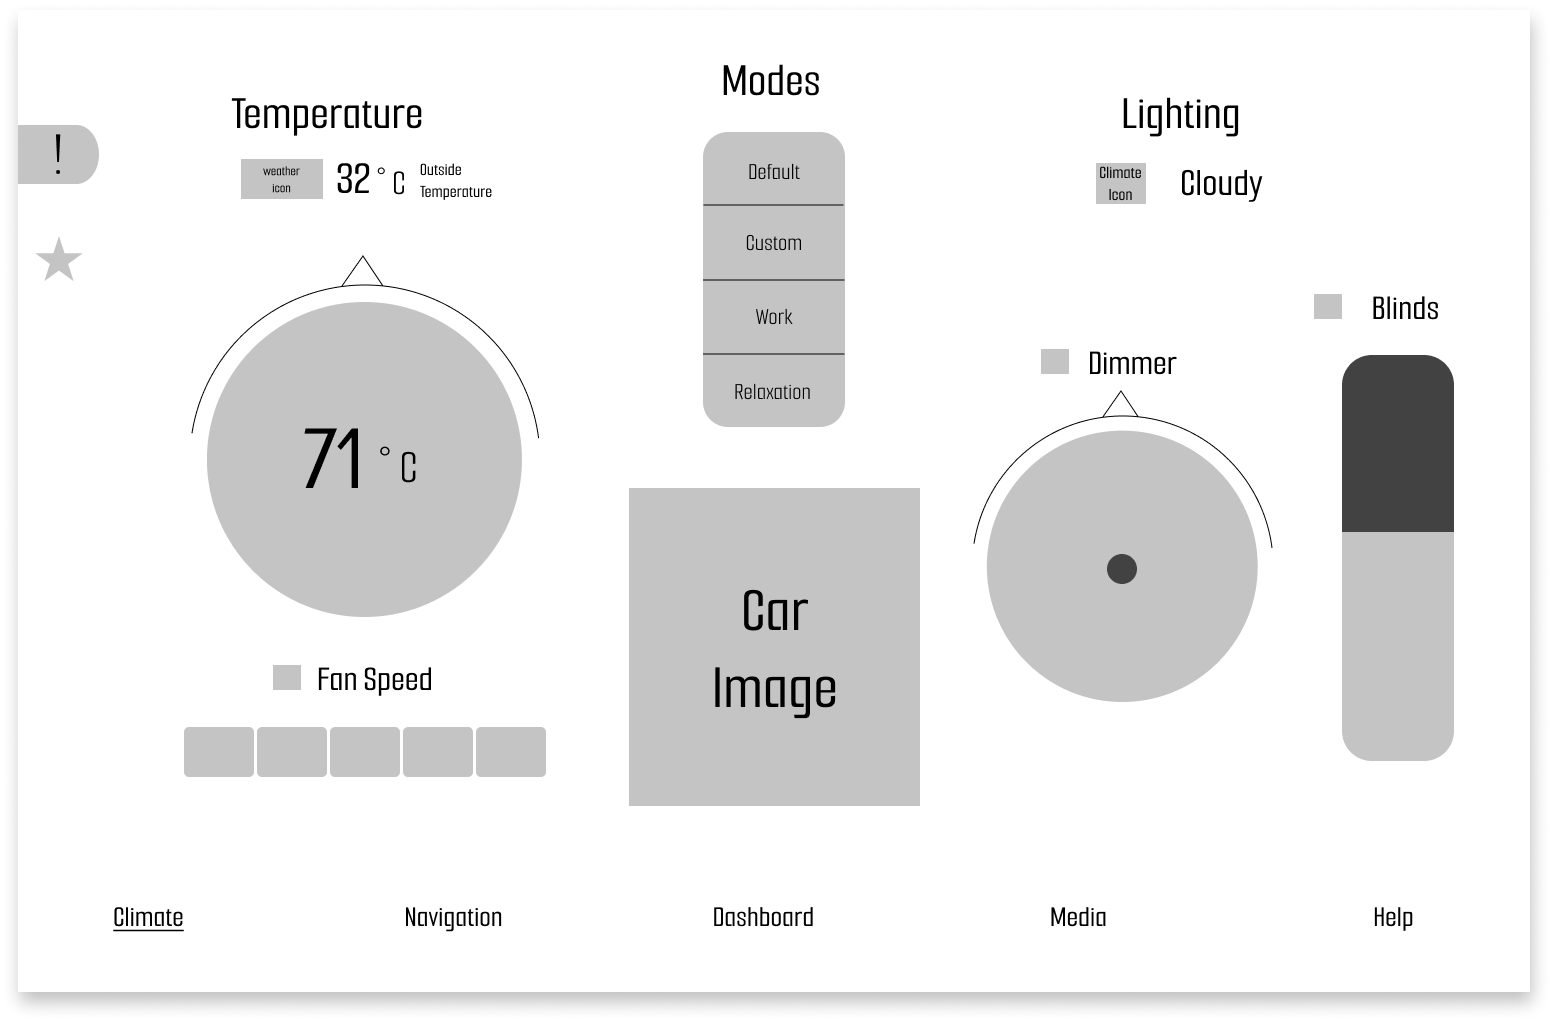 Modes
Temperature
Lighting
!
weather
icon
32 ° C
Outside
Temperature
Default
Custom
Work
Relaxation
Climate
Icon
Cloudy
Blinds
Dimmer
71 ° C
Car
Image
Fan Speed
Climate
Navigation
Dashboard
Media
Help